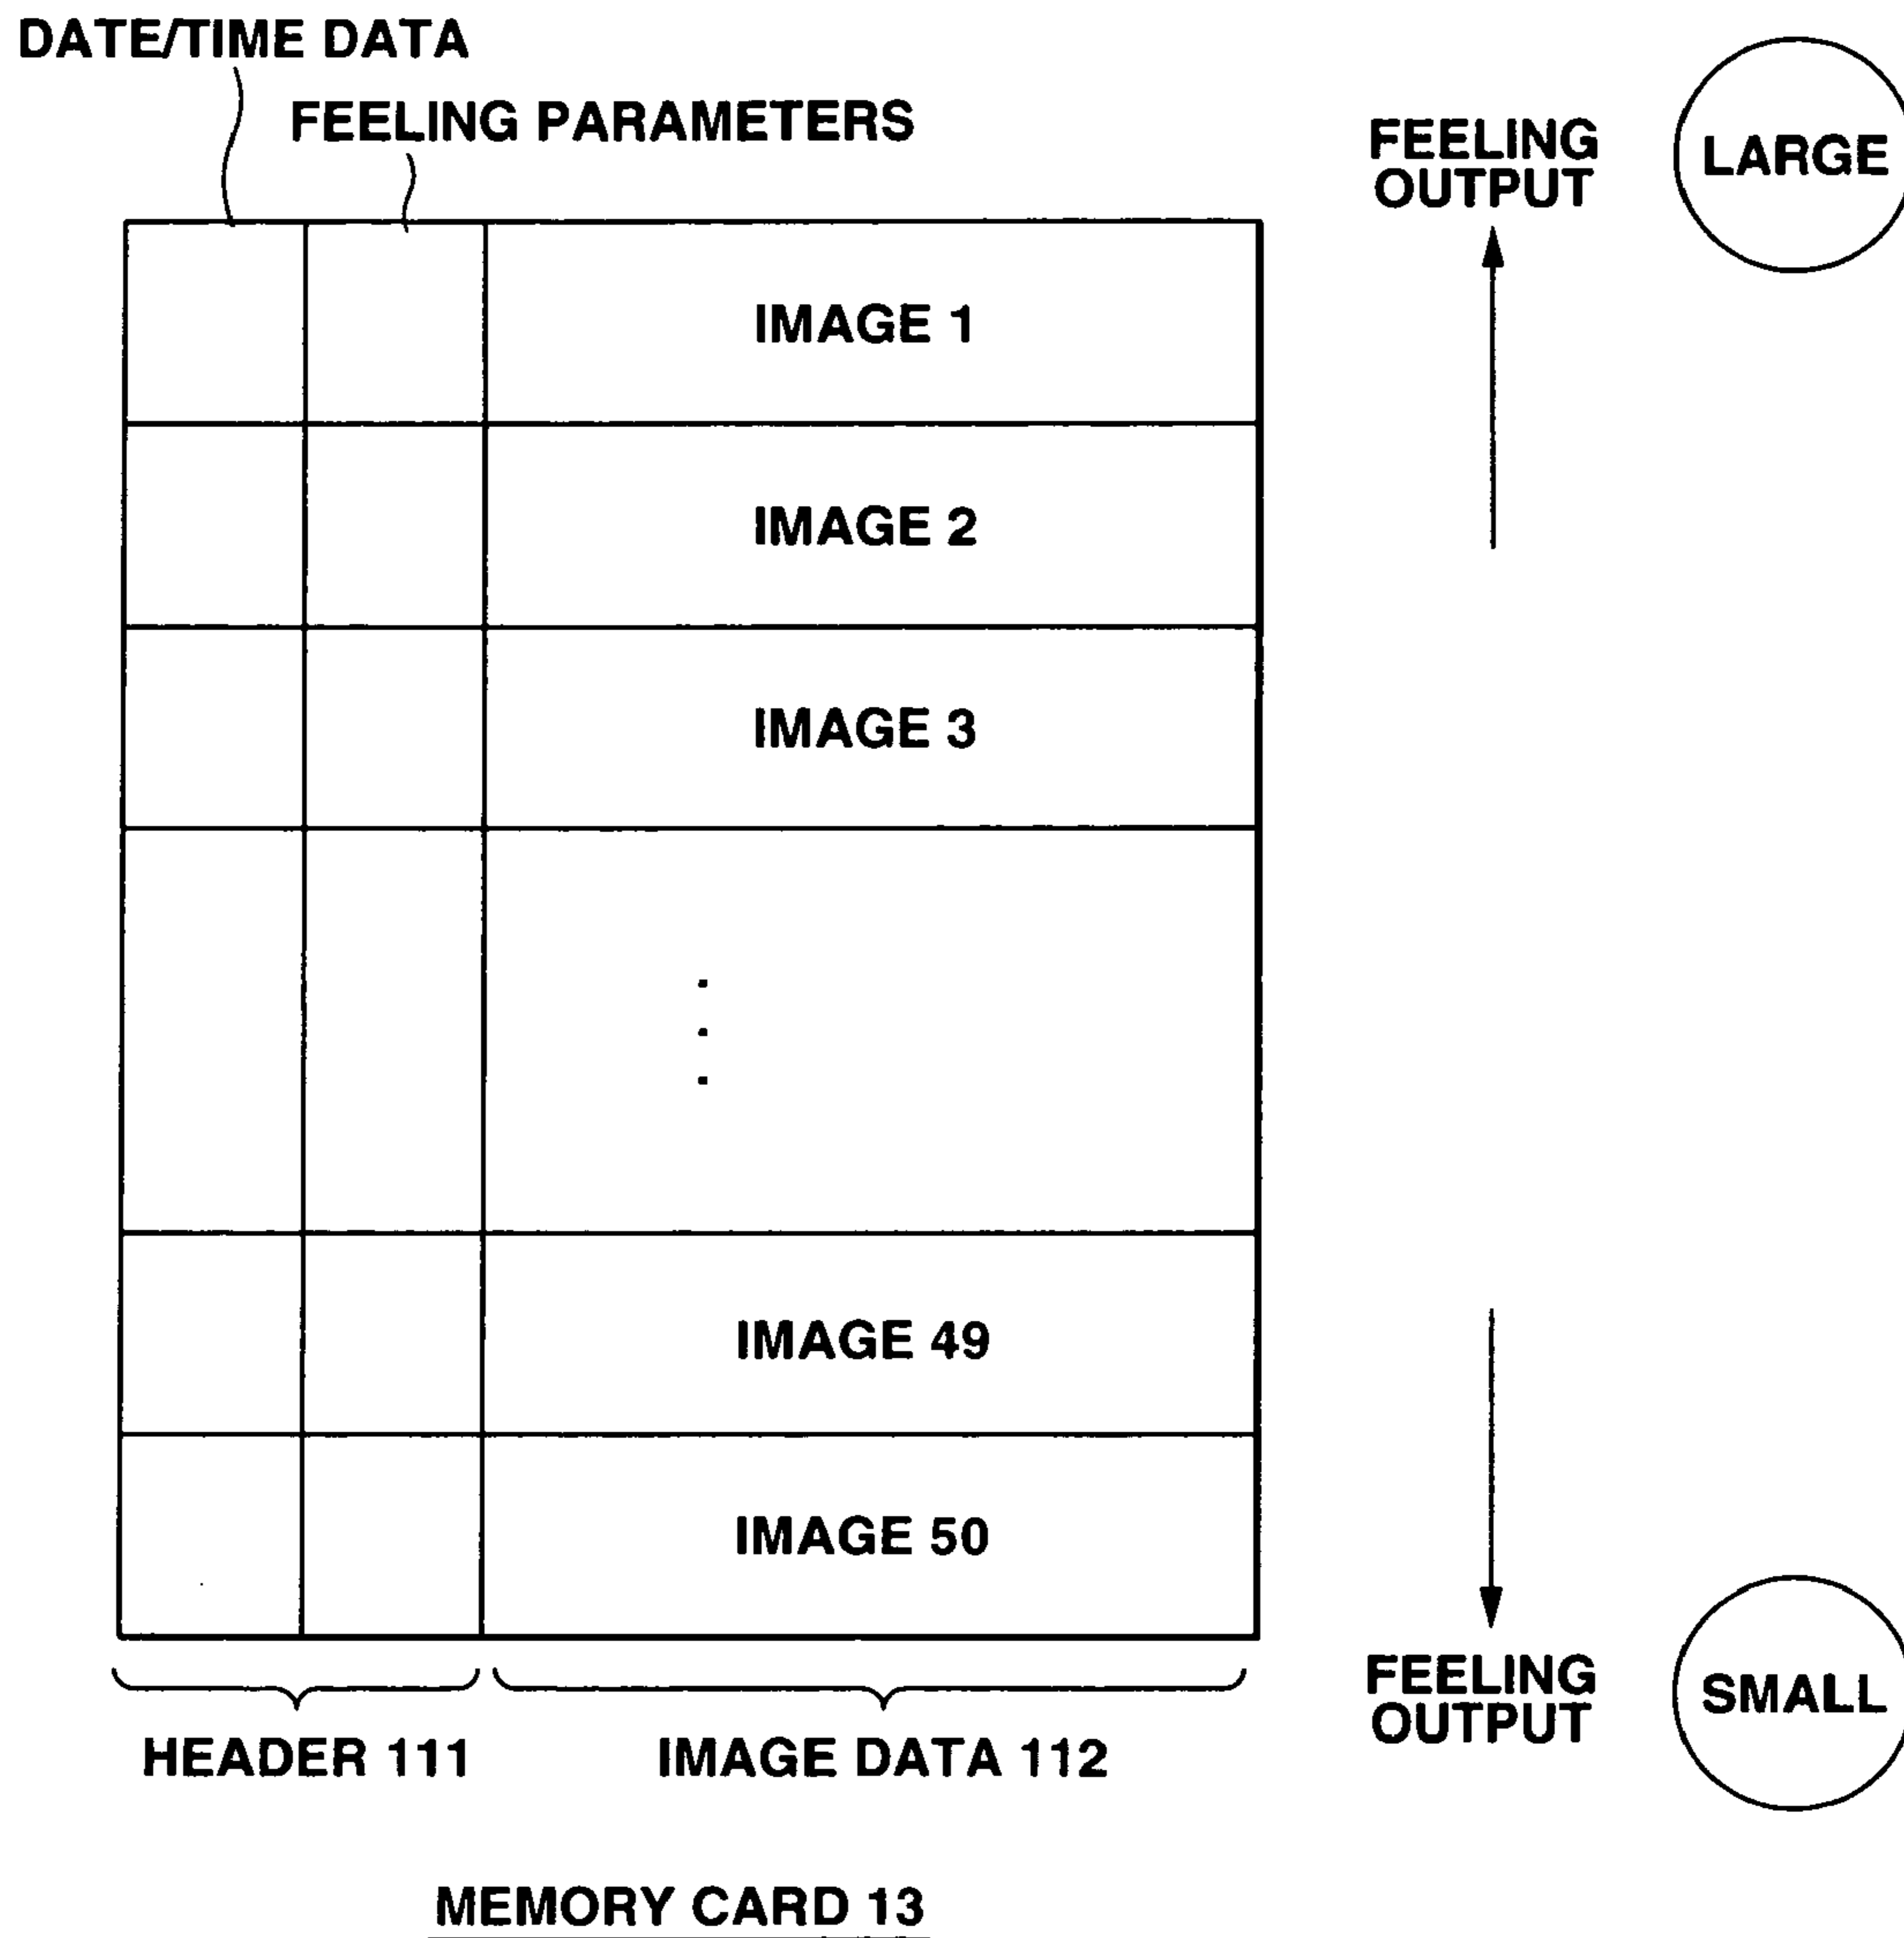 DATE/TIME DATA
FEELING PARAMETERS
FEELING
OUTPUT
LARGE
IMAGE 1
IMAGE 2
IMAGE 3
IMAGE 49
IMAGE 50
FEELING
OUTPUT
SMALL
HEADER 111
IMAGE DATA 112
MEMORY CARD 13